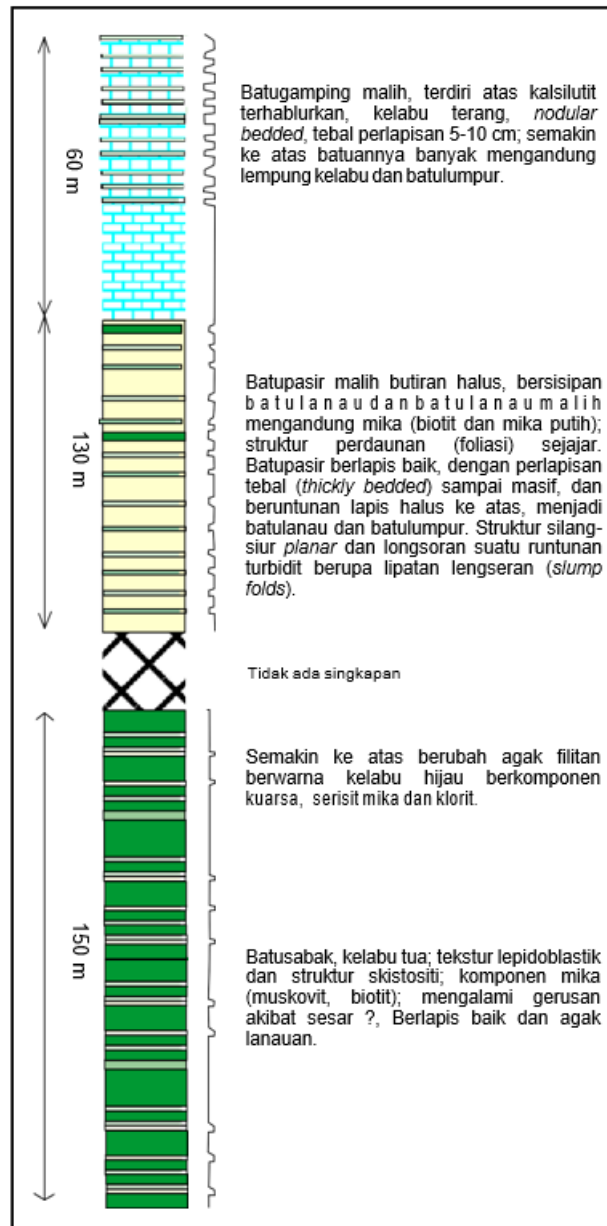 60 m
Batugamping malih, terdiri atas kalsilutit
terhablurkan, kelabu terang, nodular
bedded, tebal perlapisan 5-10 cm; semakin
ke atas batuannya banyak mengandung
lempung kelabu dan batulumpur.
130 m
Batupasir malih butiran halus, bersisipan
batulanau dan batulanau malih
mengandung mika (biotit dan mika putih);
struktur perdaunan (foliasi) sejajar.
Batupasir berlapis baik, dengan perlapisan
tebal (thickly bedded) sampai masif, dan
beruntunan lapis halus ke atas, menjadi
batulanau dan batulumpur. Struktur silang-
siur planar dan longsoran suatu runtunan
turbidit berupa lipatan lengseran (slump
folds).
Tidak ada singkapan
150 m
Semakin ke atas berubah agak filitan
berwarna kelabu hijau berkomponen
kuarsa, serisit mika dan klorit.
Batusabak, kelabu tua; tekstur lepidoblastik
dan struktur skistositi; komponen mika
(muskovit, biotit); mengalami gerusan
akibat sesar ?, Berlapis baik dan agak
lanauan.